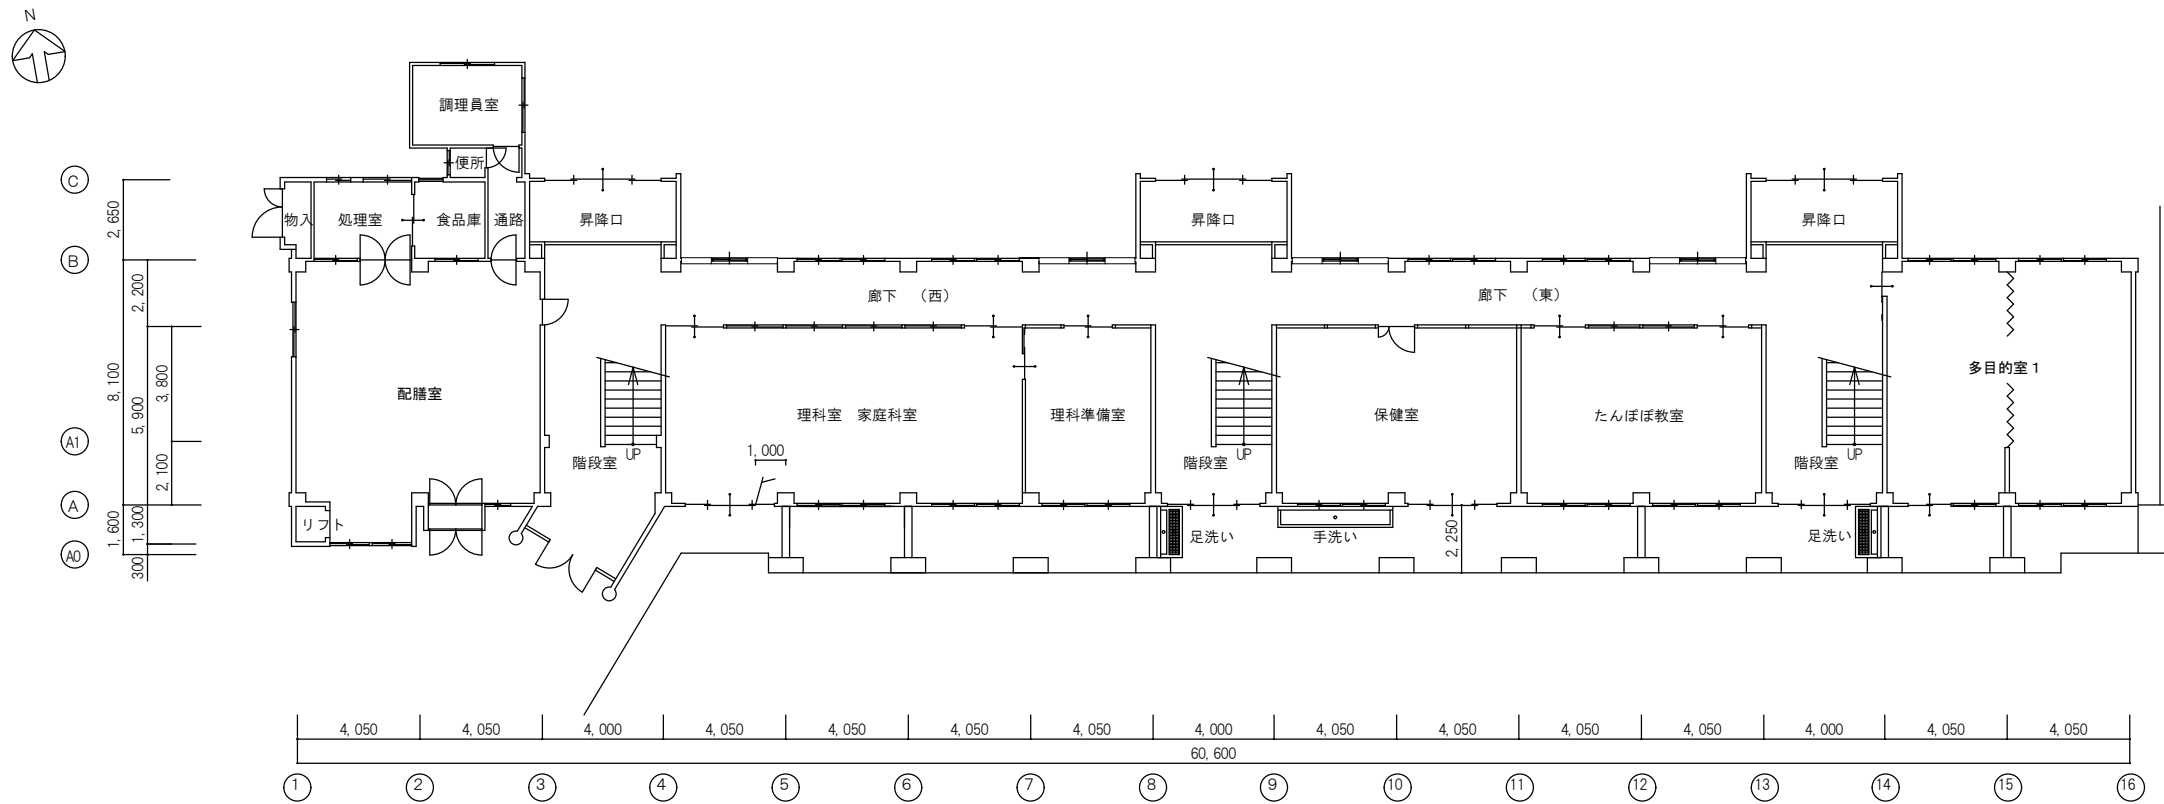 N
調理員室
便所
C
物入 処理室 食品庫 通路 昇降口 昇降口 昇降口
2,650
B
廊下 （西） 廊下 （東）
2,200
8,100
5,900
3,800
多目的室１
配膳室
理科室 家庭科室 理科準備室 保健室 たんぽぽ教室
A1
1,000
階段室 UP 階段室 UP 階段室 UP
2,100
A
リフト
1,600
1,300
足洗い 手洗い 2,250 足洗い
A0
300
4,050 4,050 4,000 4,050 4,050 4,050 4,050 4,000 4,050 4,050 4,050 4,050 4,000 4,050 4,050
60,600
1 2 3 4 5 6 7 8 9 10 11 12 13 14 15 16